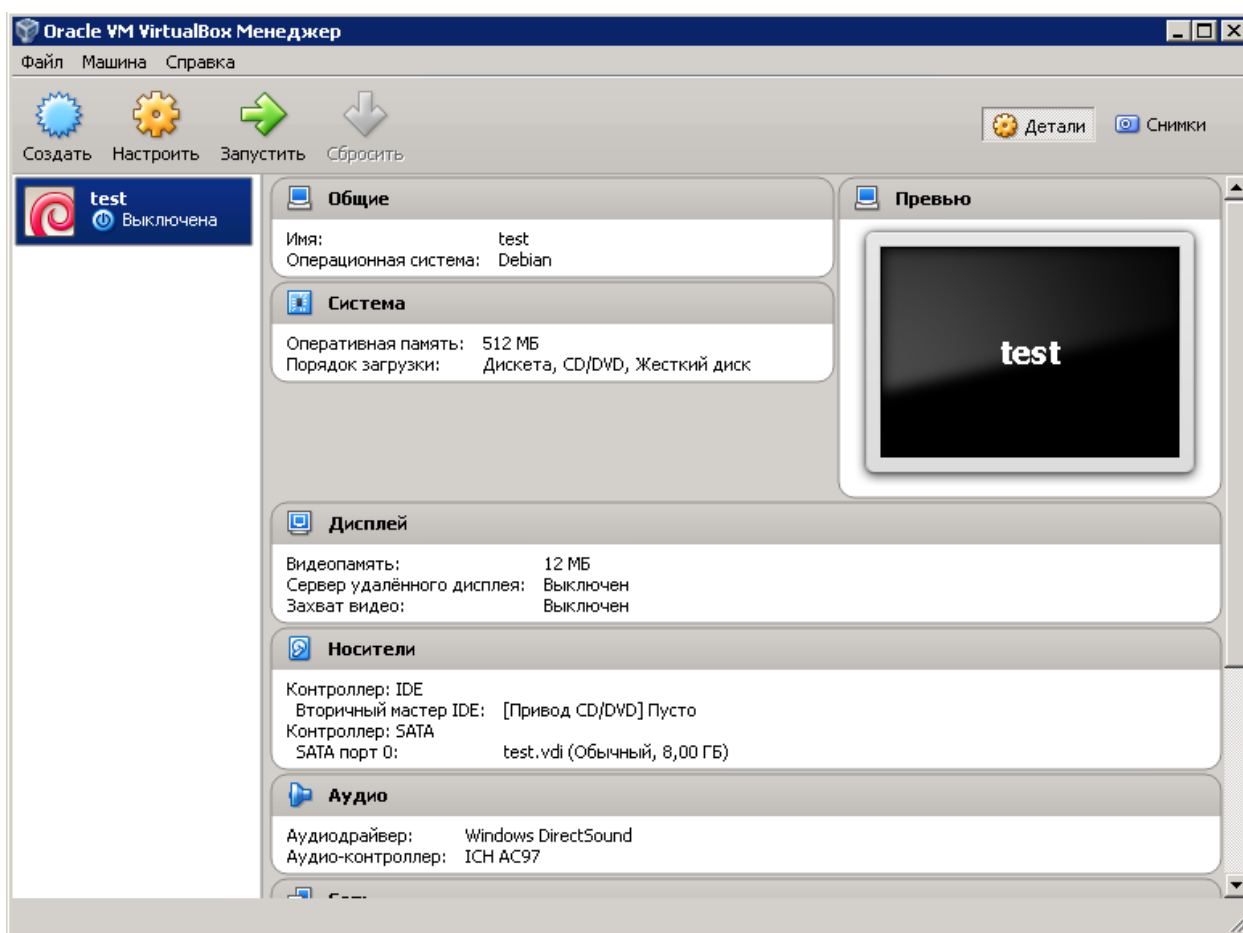 Oracle VM VirtualBox Менеджер
Файл Машина Справка
Создать Настроить Запустить Сбросить Детали Снимки
test
Выключена
Общие
Имя: test
Операционная система: Debian
Система
Оперативная память: 512 МБ
Порядок загрузки: Дискета, CD/DVD, Жесткий диск
Превью
test
Дисплей
Видеопамять: 12 МБ
Сервер удалённого дисплея: Выключен
Захват видео: Выключен
Носители
Контроллер: IDE
Вторичный мастер IDE: [Привод CD/DVD] Пусто
Контроллер: SATA
SATA порт 0: test.vdi (Обычный, 8,00 ГБ)
Аудио
Аудиодрайвер: Windows DirectSound
Аудио-контроллер: ICH AC97